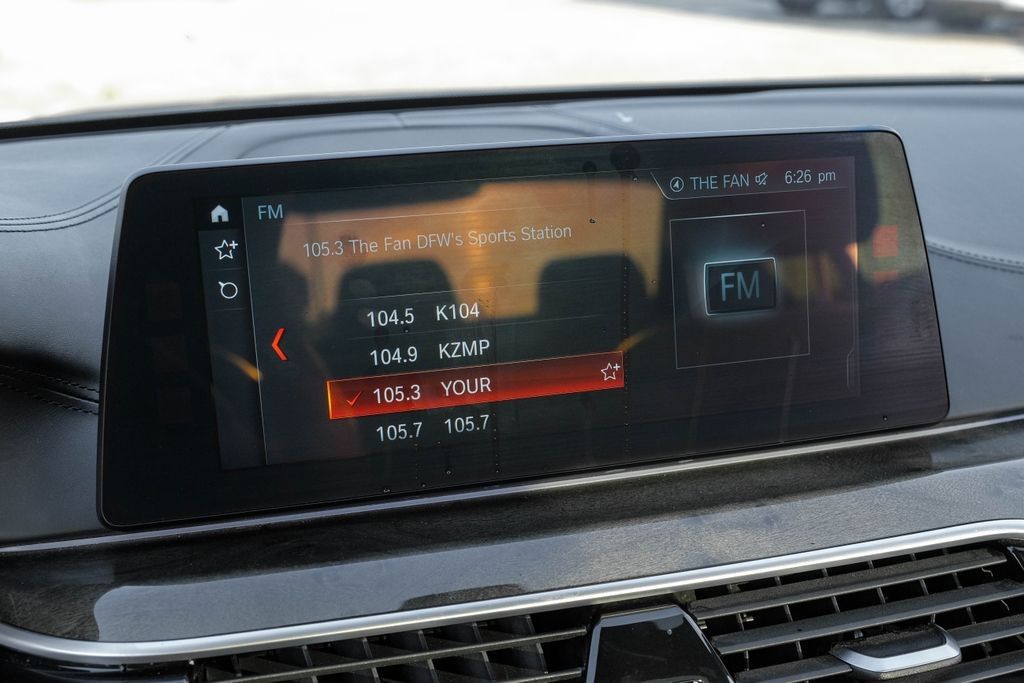 FM
THE FAN 6:26 pm
105.3 The Fan DFW's Sports Station
FM
104.5 K104
104.9 KZMP
105.3 YOUR
105.7 105.7